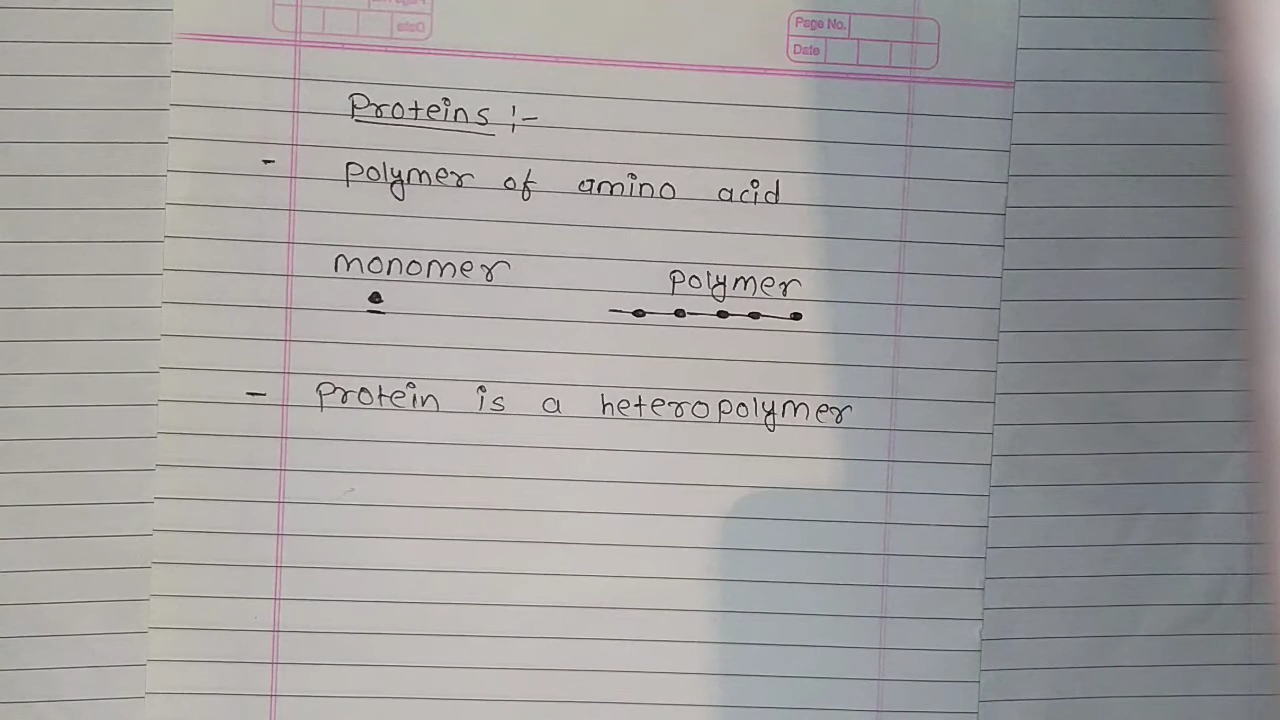 Page No.
Date
Proteins :-
- polymer of amino acid
monomer polymer
- protein is a heteropolymer